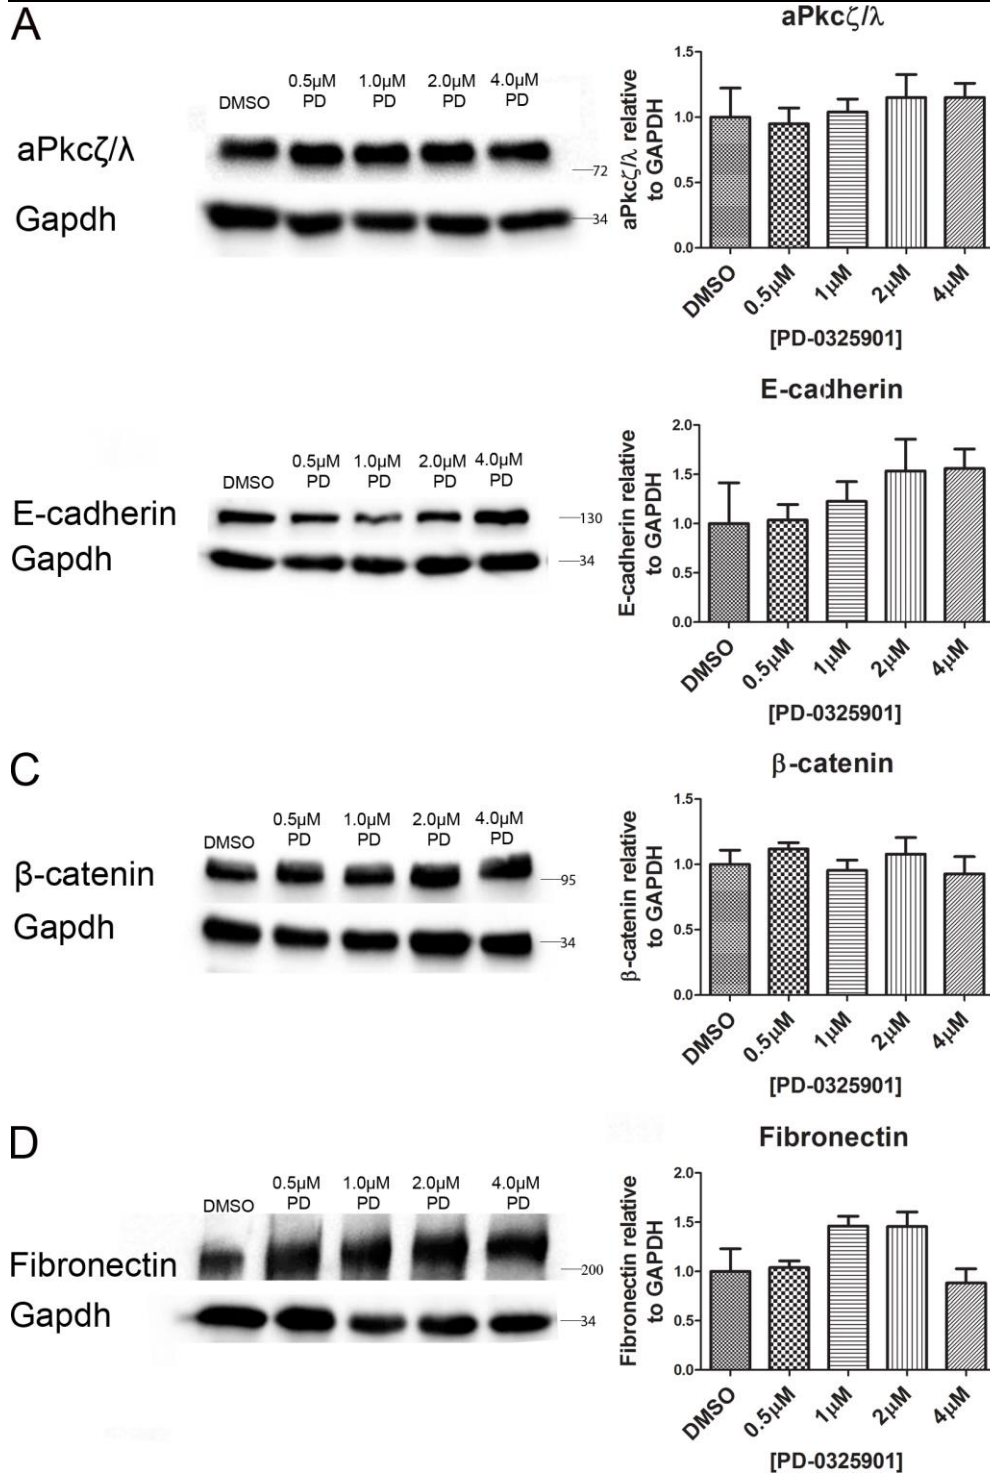 A
DMSO
0.5µM
PD
1.0µM
PD
2.0µM
PD
4.0µM
PD
aPkcζ/λ
72
Gapdh
34
aPkcζ/λ
aPkcζ/λ relative
to GAPDH
1.5
1.0
0.5
0.0
DMSO
0.5µM
1µM
2µM
4µM
[PD-0325901]
DMSO
0.5µM
PD
1.0µM
PD
2.0µM
PD
4.0µM
PD
E-cadherin
130
Gapdh
34
E-cadherin
E-cadherin relative
to GAPDH
2.0
1.5
1.0
0.5
0.0
DMSO
0.5µM
1µM
2µM
4µM
[PD-0325901]
C
DMSO
0.5µM
PD
1.0µM
PD
2.0µM
PD
4.0µM
PD
β-catenin
95
Gapdh
34
β-catenin
β-catenin relative
to GAPDH
1.5
1.0
0.5
0.0
DMSO
0.5µM
1µM
2µM
4µM
[PD-0325901]
D
DMSO
0.5µM
PD
1.0µM
PD
2.0µM
PD
4.0µM
PD
Fibronectin
200
Gapdh
34
Fibronectin
Fibronectin relative
to GAPDH
2.0
1.5
1.0
0.5
0.0
DMSO
0.5µM
1µM
2µM
4µM
[PD-0325901]